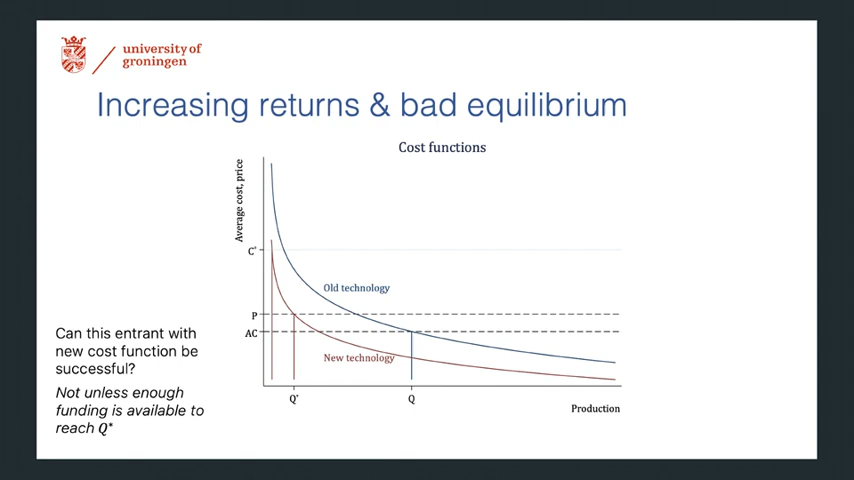 university of
groningen
Increasing returns & bad equilibrium
Cost functions
Average cost, price
C*
Old technology
P
AC
New technology
Q*
Q
Production
Can this entrant with
new cost function be
successful?
Not unless enough
funding is available to
reach Q*